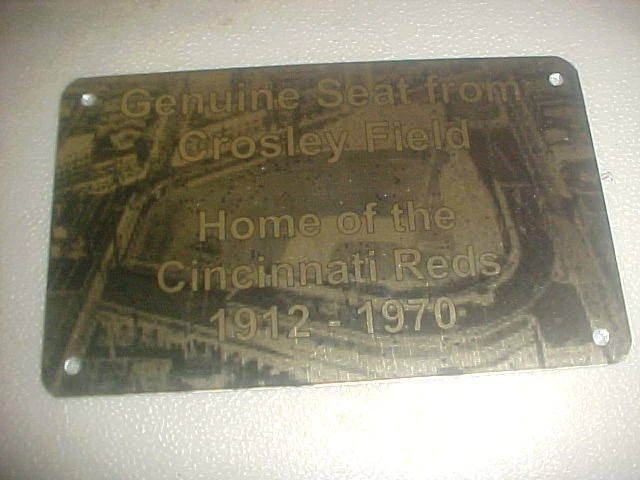 Genuine Seat from
Crosley Field
Home of the
Cincinnati Reds
1912 - 1970